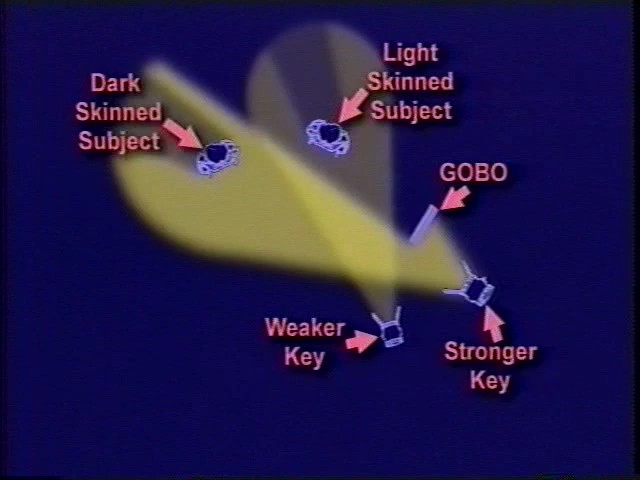 Light
Skinned
Subject
Dark
Skinned
Subject
GOBO
Weaker
Key
Stronger
Key